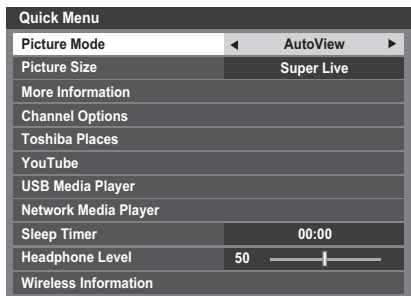 Quick Menu
Picture Mode ◀ AutoView ▶
Picture Size Super Live
More Information
Channel Options
Toshiba Places
YouTube
USB Media Player
Network Media Player
Sleep Timer 00:00
Headphone Level 50
Wireless Information